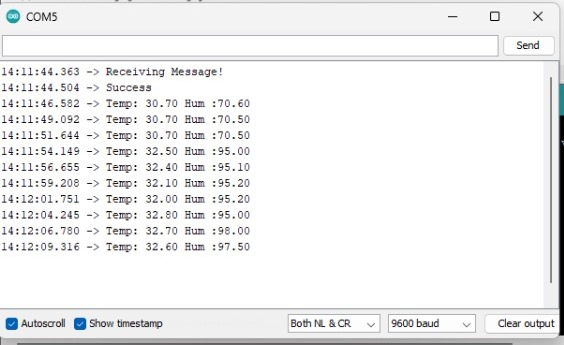 COM5
Send
14:11:44.363 -> Receiving Message!
14:11:44.504 -> Success
14:11:46.582 -> Temp: 30.70 Hum :70.60
14:11:49.092 -> Temp: 30.70 Hum :70.50
14:11:51.644 -> Temp: 30.70 Hum :70.50
14:11:54.149 -> Temp: 32.50 Hum :95.00
14:11:56.655 -> Temp: 32.40 Hum :95.10
14:11:59.208 -> Temp: 32.10 Hum :95.20
14:12:01.751 -> Temp: 32.00 Hum :95.20
14:12:04.245 -> Temp: 32.80 Hum :95.00
14:12:06.780 -> Temp: 32.70 Hum :98.00
14:12:09.316 -> Temp: 32.60 Hum :97.50
Autoscroll Show timestamp Both NL & CR 9600 baud Clear output